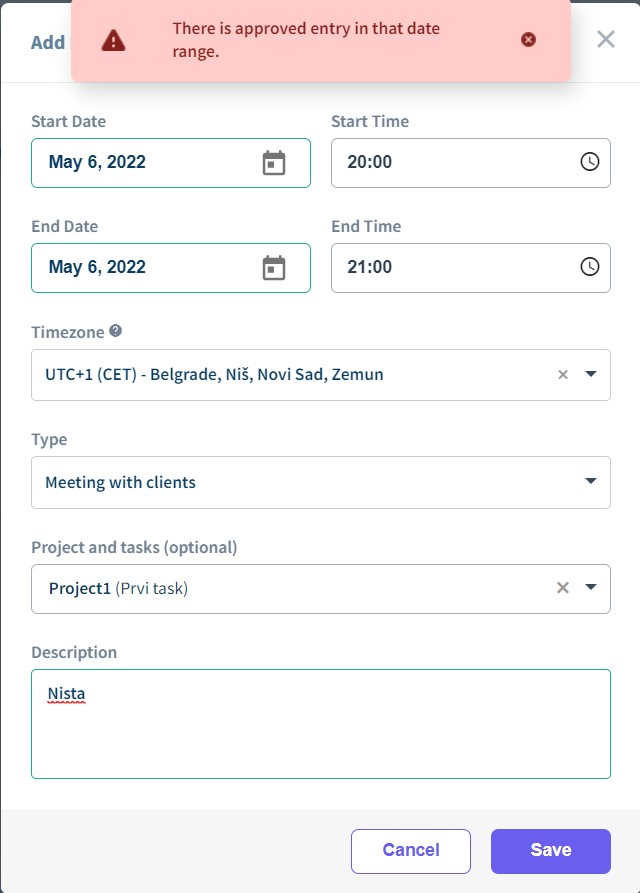 There is approved entry in that date
range.
Add
Start Date
Start Time
May 6, 2022
20:00
End Date
End Time
May 6, 2022
21:00
Timezone
UTC+1 (CET) - Belgrade, Niš, Novi Sad, Zemun
Type
Meeting with clients
Project and tasks (optional)
Project1 (Prvi task)
Description
Nista
Cancel
Save